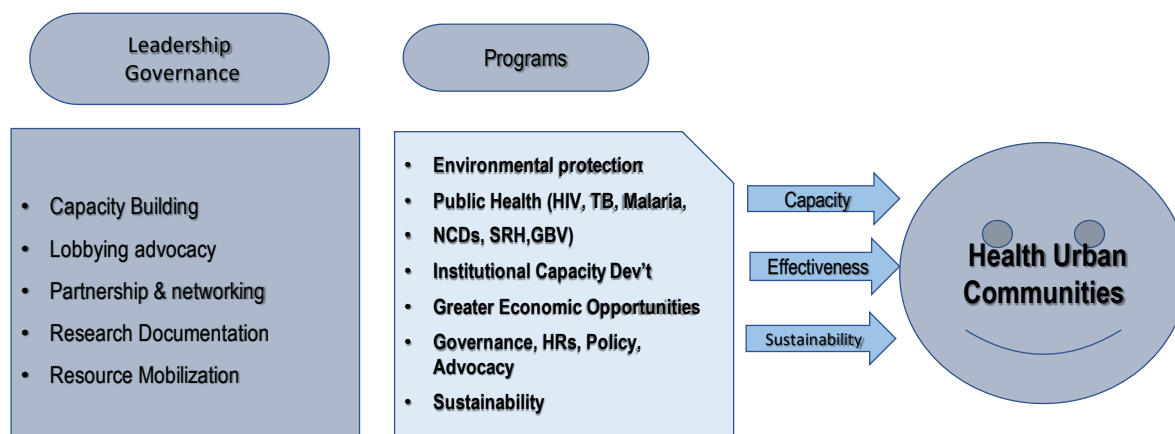 Leadership
Governance
Programs
• Capacity Building
• Lobbying advocacy
• Partnership & networking
• Research Documentation
• Resource Mobilization
• Environmental protection
• Public Health (HIV, TB, Malaria,
• NCDs, SRH,GBV)
• Institutional Capacity Dev't
• Greater Economic Opportunities
• Governance, HRs, Policy,
Advocacy
• Sustainability
Capacity
Effectiveness
Sustainability
Health Urban
Communities